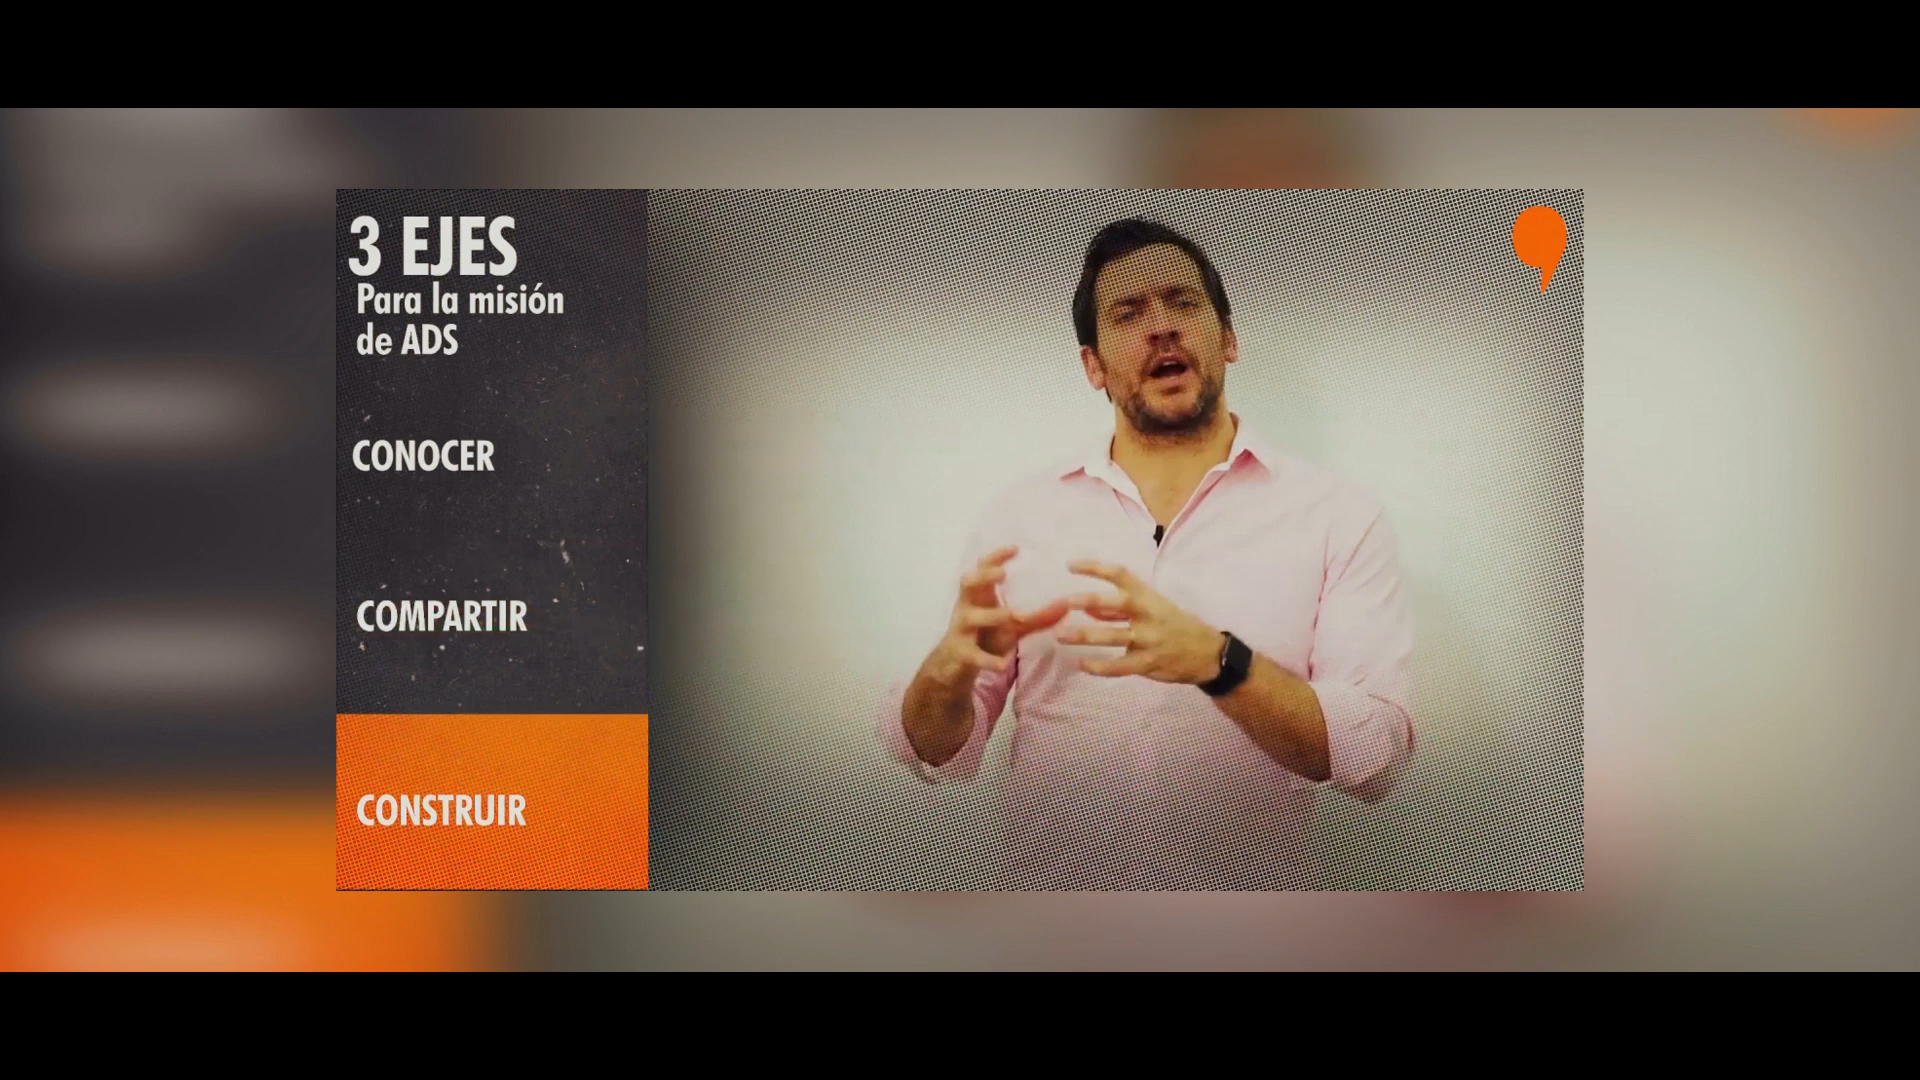 3 EJES
Para la misión
de ADS
CONOCER
COMPARTIR
CONSTRUIR